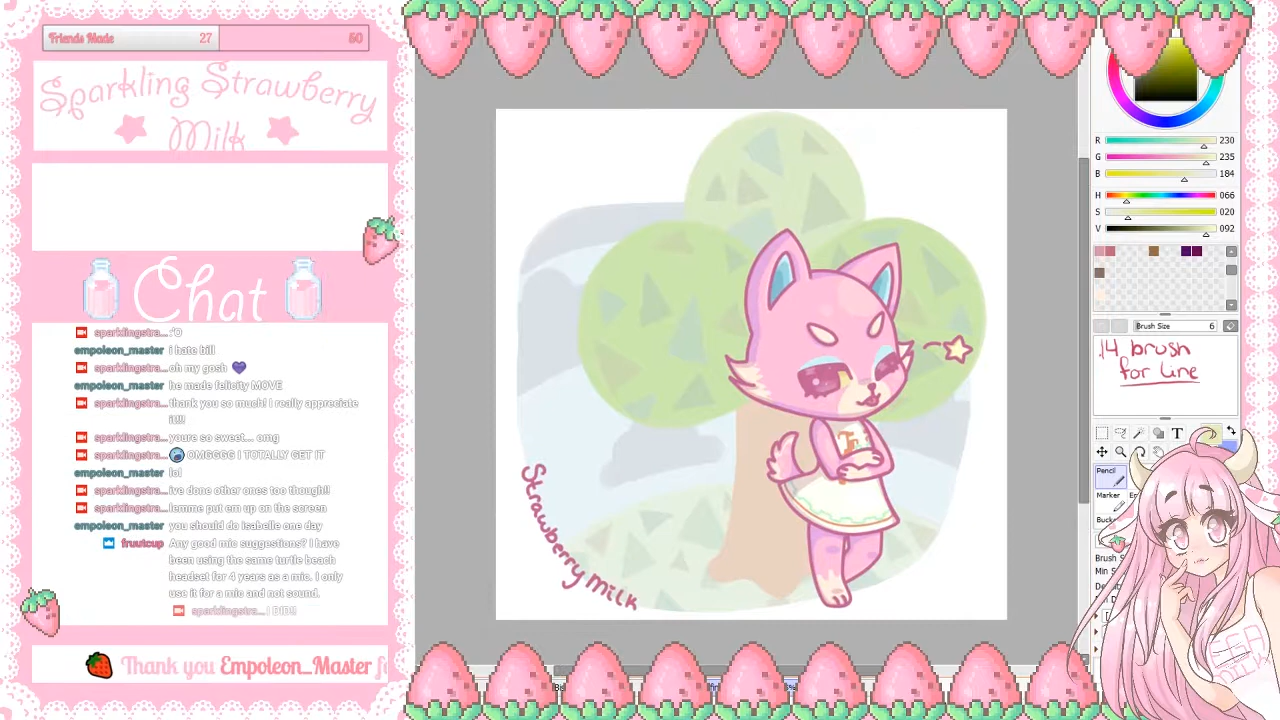 Friends Made 27 50
Sparkling Strawberry
Milk
Chat
sparklingstra... :'D
empoleon_master i hate bill
sparklingstra... oh my gosh 💜
empoleon_master he made felicity MOVE
sparklingstra... thank you so much! I really appreciate
it!!!
sparklingstra... youre so sweet... omg
sparklingstra... OMGGGG I TOTALLY GET IT
empoleon_master lol
sparklingstra... ive done other ones too though!!
sparklingstra... lemme put em up on the screen
empoleon_master you should do isabelle one day
fruutcup Any good mic suggestions? I have
been using the same turtle beach
headset for 4 years as a mic. I only
use it for a mic and not sound.
sparklingstra... I DID!!
Thank you Empoleon_Master f
Strawberry Milk
R 230
G 235
B 184
H 066
S 020
V 092
Brush Size 6
14 brush
for line
T
Pencil
Marker